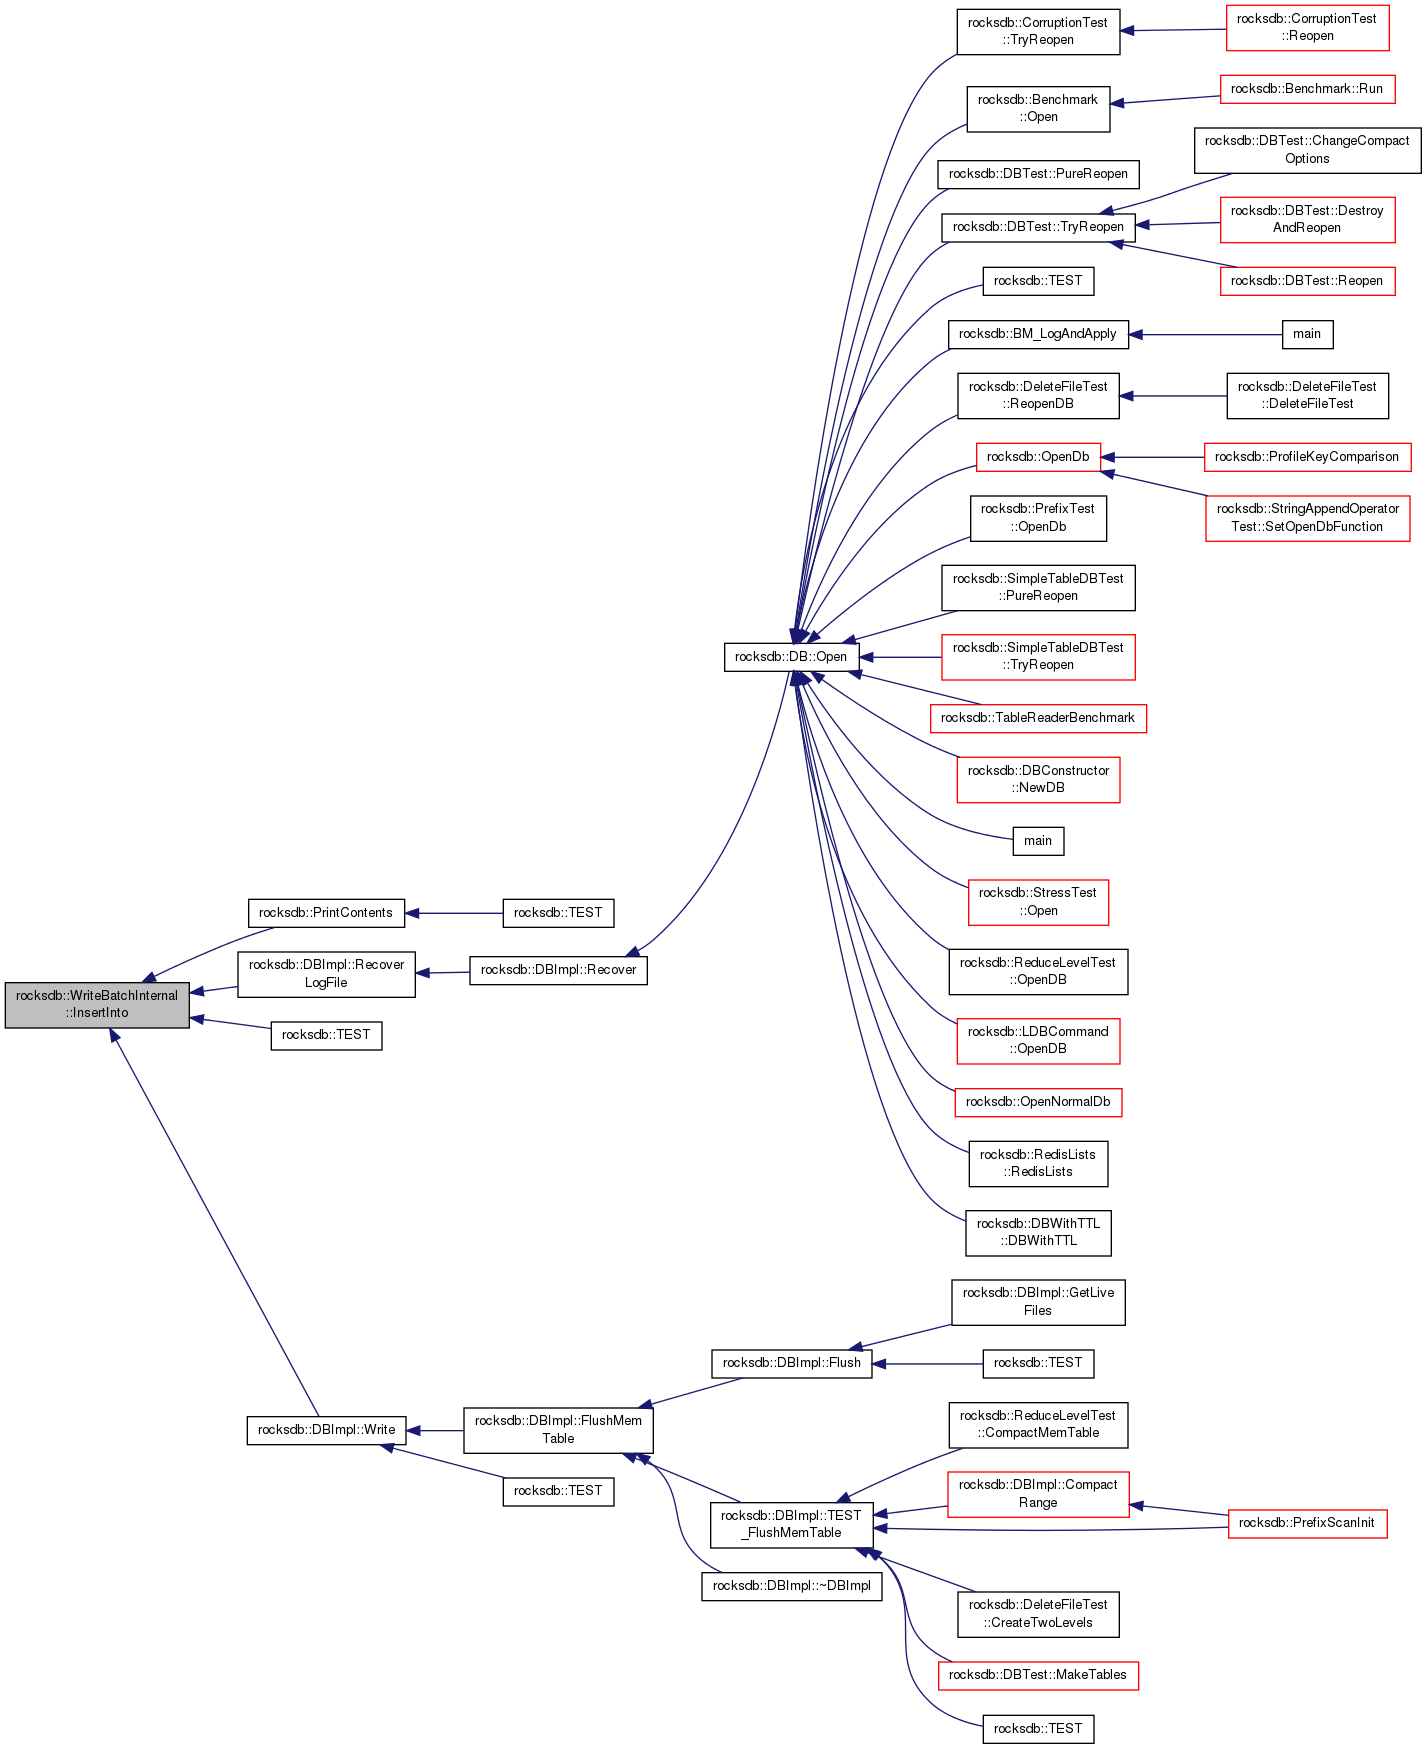 rocksdb::CorruptionTest
::TryReopen
rocksdb::CorruptionTest
::Reopen
rocksdb::Benchmark
::Open
rocksdb::Benchmark::Run
rocksdb::DBTest::ChangeCompact
Options
rocksdb::DBTest::PureReopen
rocksdb::DBTest::TryReopen
rocksdb::DBTest::Destroy
AndReopen
rocksdb::TEST
rocksdb::DBTest::Reopen
rocksdb::BM_LogAndApply
main
rocksdb::DeleteFileTest
::ReopenDB
rocksdb::DeleteFileTest
::DeleteFileTest
rocksdb::OpenDb
rocksdb::ProfileKeyComparison
rocksdb::PrefixTest
::OpenDb
rocksdb::StringAppendOperator
Test::SetOpenDbFunction
rocksdb::SimpleTableDBTest
::PureReopen
rocksdb::DB::Open
rocksdb::SimpleTableDBTest
::TryReopen
rocksdb::TableReaderBenchmark
rocksdb::DBConstructor
::NewDB
main
rocksdb::StressTest
::Open
rocksdb::PrintContents
rocksdb::TEST
rocksdb::DBImpl::Recover
LogFile
rocksdb::DBImpl::Recover
rocksdb::ReduceLevelTest
::OpenDB
rocksdb::WriteBatchInternal
::InsertInto
rocksdb::TEST
rocksdb::LDBCommand
::OpenDB
rocksdb::OpenNormalDb
rocksdb::RedisLists
::RedisLists
rocksdb::DBWithTTL
::DBWithTTL
rocksdb::DBImpl::GetLive
Files
rocksdb::DBImpl::Flush
rocksdb::TEST
rocksdb::DBImpl::Write
rocksdb::DBImpl::FlushMem
Table
rocksdb::ReduceLevelTest
::CompactMemTable
rocksdb::TEST
rocksdb::DBImpl::TEST
_FlushMemTable
rocksdb::DBImpl::Compact
Range
rocksdb::PrefixScanInit
rocksdb::DBImpl::~DBImpl
rocksdb::DeleteFileTest
::CreateTwoLevels
rocksdb::DBTest::MakeTables
rocksdb::TEST